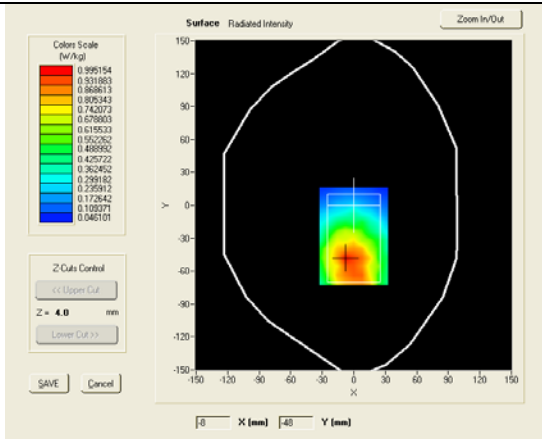 Surface Radiated Intensity
Zoom In/Out
Colors Scale
(W/kg)
0.995154
0.931883
0.868613
0.805343
0.742073
0.678803
0.615533
0.552262
0.488992
0.425722
0.362452
0.299182
0.235912
0.172642
0.109371
0.046101
Z-Cuts Control
<< Upper Cut
Z = 4.0 mm
Lower Cut >>
SAVE
Cancel
150
120
90
60
30
0
-30
-60
-90
-120
-150
Y
-150 -120 -90 -60 -30 0 30 60 90 120 150
X
-8 X (mm) -48 Y (mm)